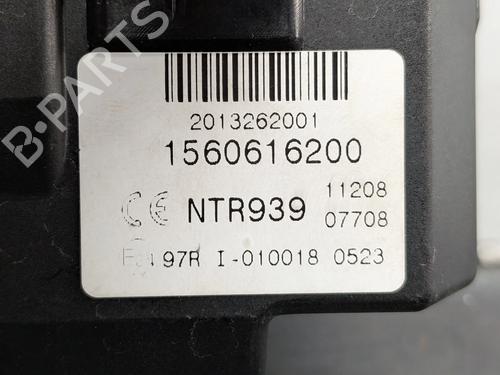 B-PARTS
2013262001
1560616200
CE NTR939 11208
07708
97R I-010018 0523